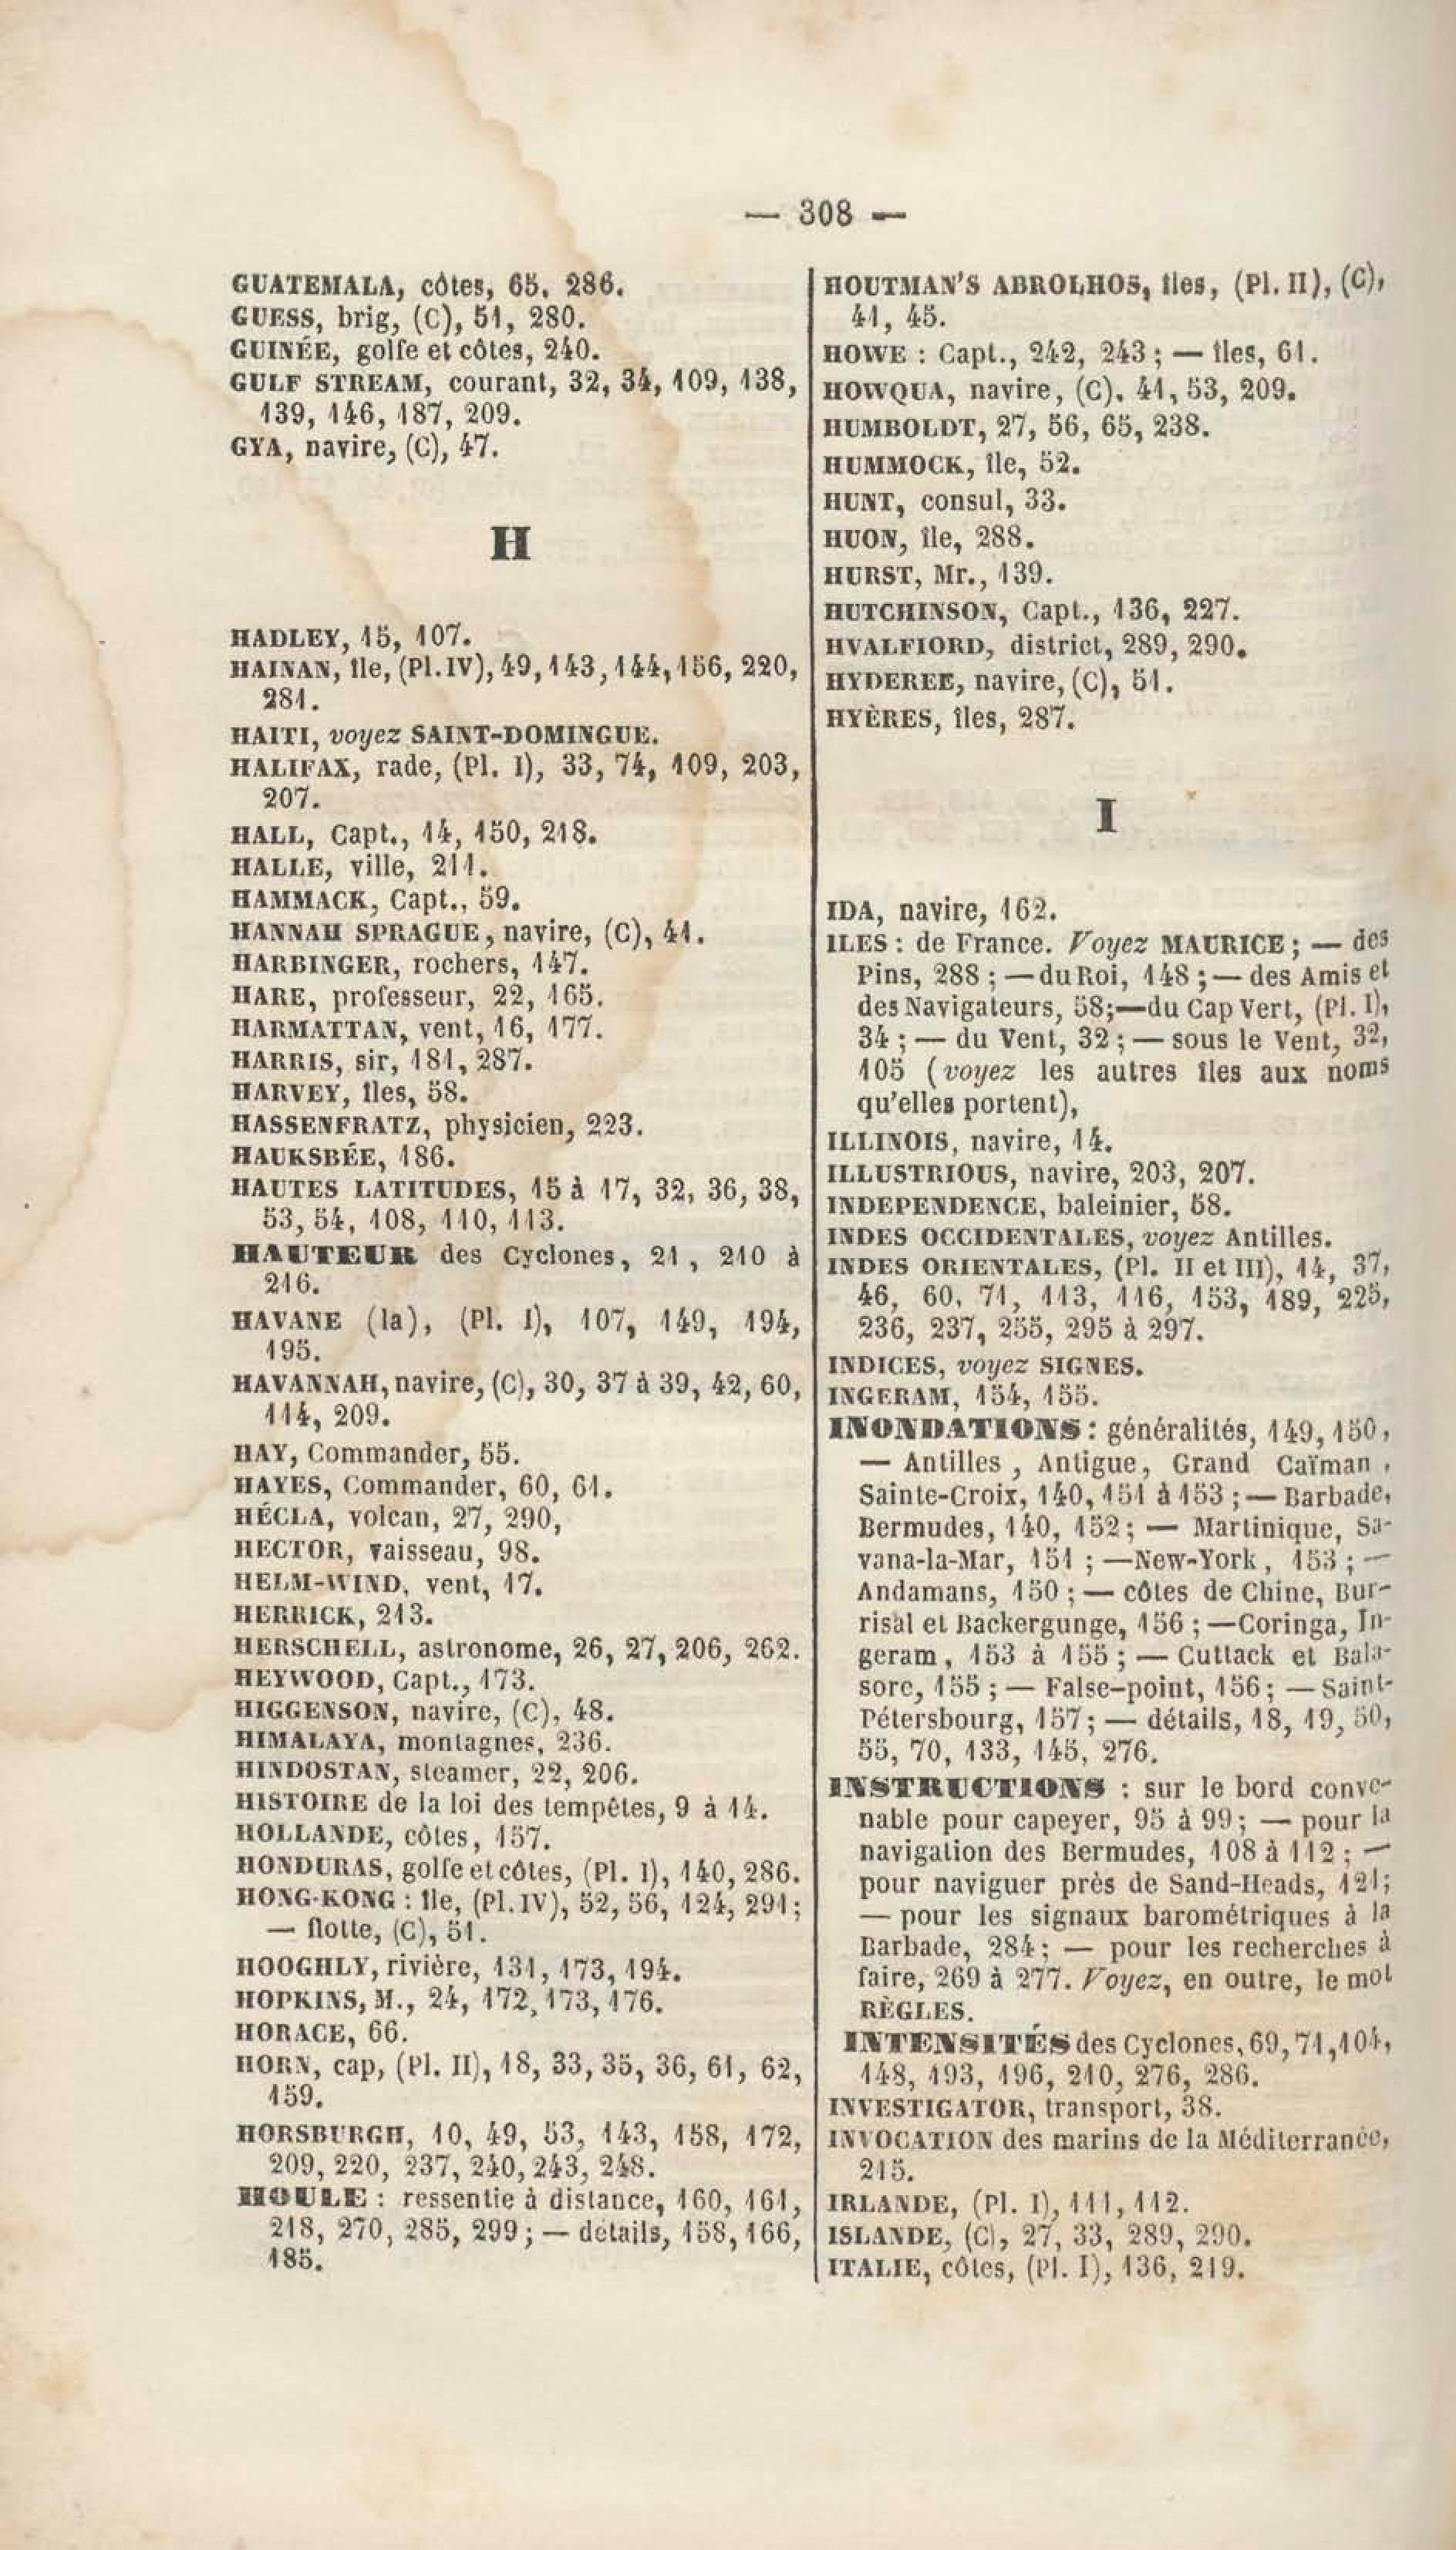 — 308 —
GUATEMALA, côtes, 65, 286.
GUESS, brig, (C), 51, 280.
GUINÉE, golfe et côtes, 240.
GULF STREAM, courant, 32, 34, 109, 138,
139, 146, 187, 209.
GYA, navire, (C), 47.
H
HADLEY, 15, 107.
HAINAN, île, (Pl. IV), 49, 143, 144, 156, 220,
281.
HAITI, voyez SAINT-DOMINGUE.
HALIFAX, rade, (Pl. I), 33, 74, 109, 203,
207.
HALL, Capt., 14, 150, 218.
HALLE, ville, 211.
HAMMACK, Capt., 59.
HANNAH SPRAGUE, navire, (C), 41.
HARBINGER, rochers, 147.
HARE, professeur, 22, 165.
HARMATTAN, vent, 16, 177.
HARRIS, sir, 181, 287.
HARVEY, îles, 58.
HASSENFRATZ, physicien, 223.
HAUKSBÉE, 186.
HAUTES LATITUDES, 15 à 17, 32, 36, 38,
53, 54, 108, 110, 113.
HAUTEUR des Cyclones, 21, 210 à
216.
HAVANE (la), (Pl. I), 107, 149, 194,
195.
HAVANNAH, navire, (C), 30, 37 à 39, 42, 60,
114, 209.
HAY, Commander, 55.
HAYES, Commander, 60, 61.
HÉCLA, volcan, 27, 290,
HECTOR, vaisseau, 98.
HELM-WIND, vent, 17.
HERRICK, 213.
HERSCHELL, astronome, 26, 27, 206, 262.
HEYWOOD, Capt., 173.
HIGGENSON, navire, (C), 48.
HIMALAYA, montagnes, 236.
HINDOSTAN, steamer, 22, 206.
HISTOIRE de la loi des tempêtes, 9 à 14.
HOLLANDE, côtes, 157.
HONDURAS, golfe et côtes, (Pl. I), 140, 286.
HONG-KONG : île, (Pl. IV), 52, 56, 124, 291;
— flotte, (C), 51.
HOOGHLY, rivière, 131, 173, 194.
HOPKINS, M., 24, 172, 173, 176.
HORACE, 66.
HORN, cap, (Pl. II), 18, 33, 35, 36, 61, 62,
159.
HORSBURGH, 10, 49, 53, 143, 158, 172,
209, 220, 237, 240, 243, 248.
HOULE : ressentie à distance, 160, 161,
218, 270, 285, 299; — détails, 158, 166,
185.
HOUTMAN'S ABROLHOS, îles, (Pl. II), (C),
41, 45.
HOWE : Capt., 242, 243; — îles, 61.
HOWQUA, navire, (C), 41, 53, 209.
HUMBOLDT, 27, 56, 65, 238.
HUMMOCK, île, 52.
HUNT, consul, 33.
HUON, île, 288.
HURST, Mr., 139.
HUTCHINSON, Capt., 136, 227.
HVALFIORD, district, 289, 290.
HYDEREE, navire, (C), 51.
HYÈRES, îles, 287.
I
IDA, navire, 162.
ILES : de France. Voyez MAURICE; — des
Pins, 288; — du Roi, 148; — des Amis et
des Navigateurs, 58; — du Cap Vert, (Pl. I),
34; — du Vent, 32; — sous le Vent, 32,
105 (voyez les autres îles aux noms
qu'elles portent),
ILLINOIS, navire, 14.
ILLUSTRIOUS, navire, 203, 207.
INDEPENDENCE, baleinier, 58.
INDES OCCIDENTALES, voyez Antilles.
INDES ORIENTALES, (Pl. II et III), 14, 37,
46, 60, 71, 113, 116, 153, 189, 225,
236, 237, 255, 295 à 297.
INDICES, voyez SIGNES.
INGERAM, 154, 155.
INONDATIONS : généralités, 149, 150,
— Antilles, Antigue, Grand Caïman,
Sainte-Croix, 140, 151 à 153; — Barbade,
Bermudes, 140, 152; — Martinique, Sa-
vana-la-Mar, 151; — New-York, 153; —
Andamans, 150; — côtes de Chine, Bur-
risàl et Backergunge, 156; — Coringa, In-
geram, 153 à 155; — Cuttack et Bala-
sore, 155; — False-point, 156; — Saint-
Pétersbourg, 157; — détails, 18, 19, 50,
55, 70, 133, 145, 276.
INSTRUCTIONS : sur le bord conve-
nable pour capeyer, 95 à 99; — pour la
navigation des Bermudes, 108 à 112; —
pour naviguer près de Sand-Heads, 121;
— pour les signaux barométriques à la
Barbade, 284; — pour les recherches à
faire, 269 à 277. Voyez, en outre, le mot
RÈGLES.
INTENSITÉS des Cyclones, 69, 71, 104,
148, 193, 196, 210, 276, 286.
INVESTIGATOR, transport, 38.
INVOCATION des marins de la Méditerranée,
215.
IRLANDE, (Pl. I), 111, 112.
ISLANDE, (C), 27, 33, 289, 290.
ITALIE, côtes, (Pl. I), 136, 219.